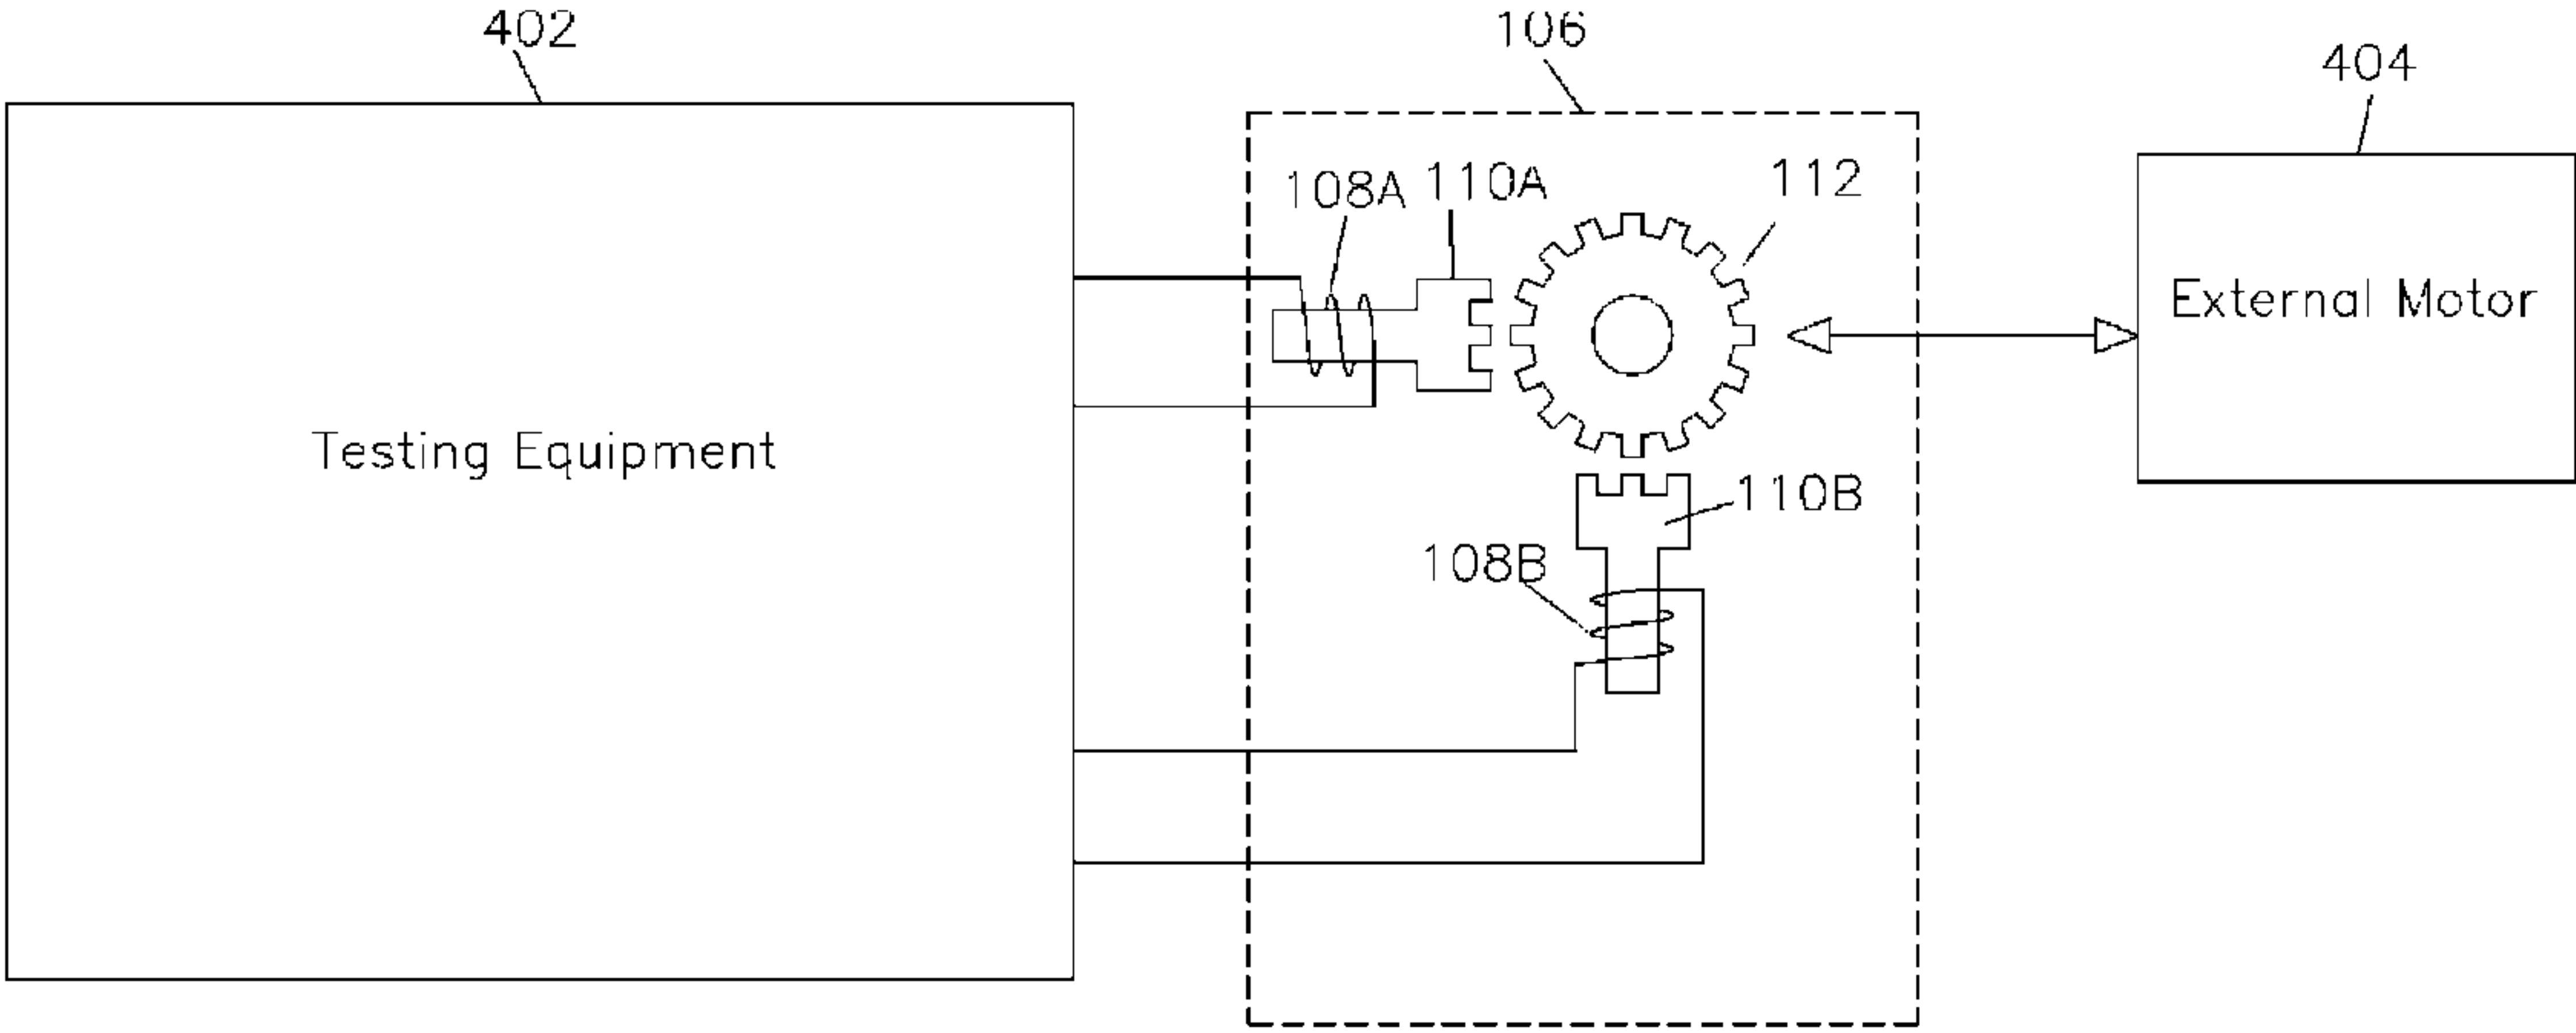 402
106
404
108A
110A
112
External Motor
Testing Equipment
110B
108B